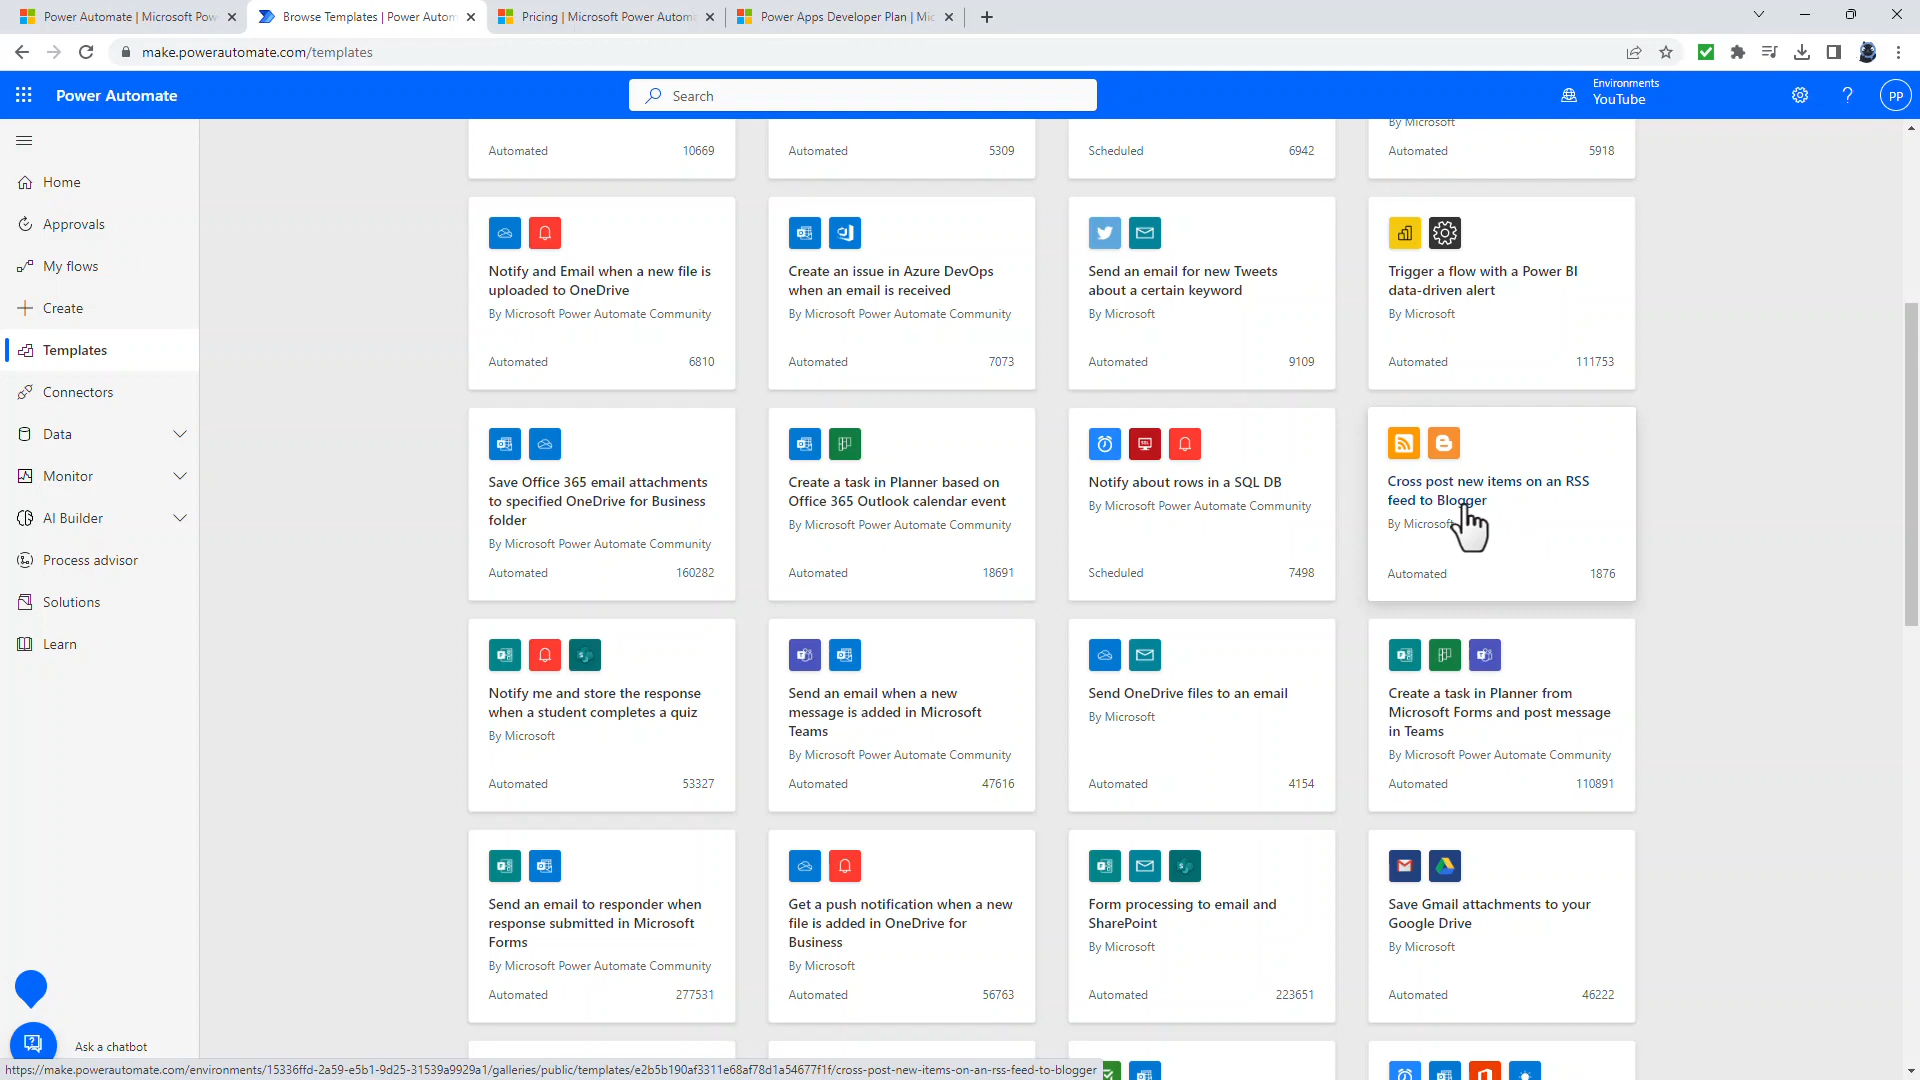 Power Automate | Microsoft Pow
Browse Templates | Power Autom
Pricing | Microsoft Power Automa
Power Apps Developer Plan | Mic
make.powerautomate.com/templates
Power Automate
Search
Environments
YouTube
PP
Home
Approvals
My flows
Create
Templates
Connectors
Data
Monitor
AI Builder
Process advisor
Solutions
Learn
Ask a chatbot
By Microsoft
Automated 10669
Automated 5309
Scheduled 6942
Automated 5918
Notify and Email when a new file is
uploaded to OneDrive
By Microsoft Power Automate Community
Automated 6810
Create an issue in Azure DevOps
when an email is received
By Microsoft Power Automate Community
Automated 7073
Send an email for new Tweets
about a certain keyword
By Microsoft
Automated 9109
Trigger a flow with a Power BI
data-driven alert
By Microsoft
Automated 111753
Save Office 365 email attachments
to specified OneDrive for Business
folder
By Microsoft Power Automate Community
Automated 160282
Create a task in Planner based on
Office 365 Outlook calendar event
By Microsoft Power Automate Community
Automated 18691
Notify about rows in a SQL DB
By Microsoft Power Automate Community
Scheduled 7498
Cross post new items on an RSS
feed to Blogger
By Microsoft
Automated 1876
Notify me and store the response
when a student completes a quiz
By Microsoft
Automated 53327
Send an email when a new
message is added in Microsoft
Teams
By Microsoft Power Automate Community
Automated 47616
Send OneDrive files to an email
By Microsoft
Automated 4154
Create a task in Planner from
Microsoft Forms and post message
in Teams
By Microsoft Power Automate Community
Automated 110891
Send an email to responder when
response submitted in Microsoft
Forms
By Microsoft Power Automate Community
Automated 277531
Get a push notification when a new
file is added in OneDrive for
Business
By Microsoft
Automated 56763
Form processing to email and
SharePoint
By Microsoft
Automated 223651
Save Gmail attachments to your
Google Drive
By Microsoft
Automated 46222
https://make.powerautomate.com/environments/15336ffd-2a59-e5b1-9d25-31539a9929a1/galleries/public/templates/e2b5b190af3311e68af78d1a54677f1f/cross-post-new-items-on-an-rss-feed-to-blogger